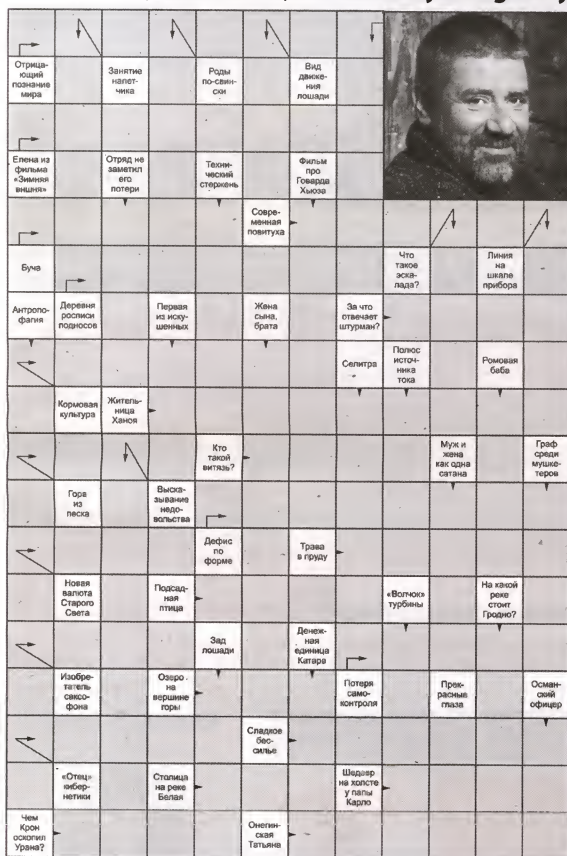 Отрица-
ющий
познание
мира
Занятие
налет-
чика
Роды
по-свин-
ски
Вид
движе-
ния
лошади
Елена из
фильма
«Зимняя
вишня»
Отряд не
заметил
его
потери
Техни-
ческий
стержень
Фильм
про
Говарда
Хьюза
Совре-
менная
повитуха
Буча
Что
такое
эска-
лада?
Линия
на
шкале
прибора
Антропо-
фагия
Деревня
росписи
подносов
Первая
из иску-
шенных
Жена
сына,
брата
За что
отвечает
штурман?
Селитра
Полюс
источ-
ника
тока
Ромовая
баба
Кормовая
культура
Житель-
ница
Ханоя
Кто
такой
витязь?
Муж и
жена
как одна
сатана
Граф
среди
мушке-
теров
Гора
из
песка
Выска-
зывание
недо-
вольства
Дефис
по
форме
Трава
в пруду
Новая
валюта
Старого
Света
Подсад-
ная
птица
«Волчок»
турбины
На какой
реке
стоит
Гродно?
Зад
лошади
Денеж-
ная
единица
Катара
Изобре-
татель
саксо-
фона
Озеро
на
вершине
горы
Потеря
само-
контроля
Прек-
расные
глаза
Осман-
ский
офицер
Сладкое
бес-
силье
«Отец»
кибер-
нетики
Столица
на реке
Белая
Шедевр
на холсте
у папы
Карло
Чем
Крон
оскопил
Урана?
Онегин-
ская
Татьяна